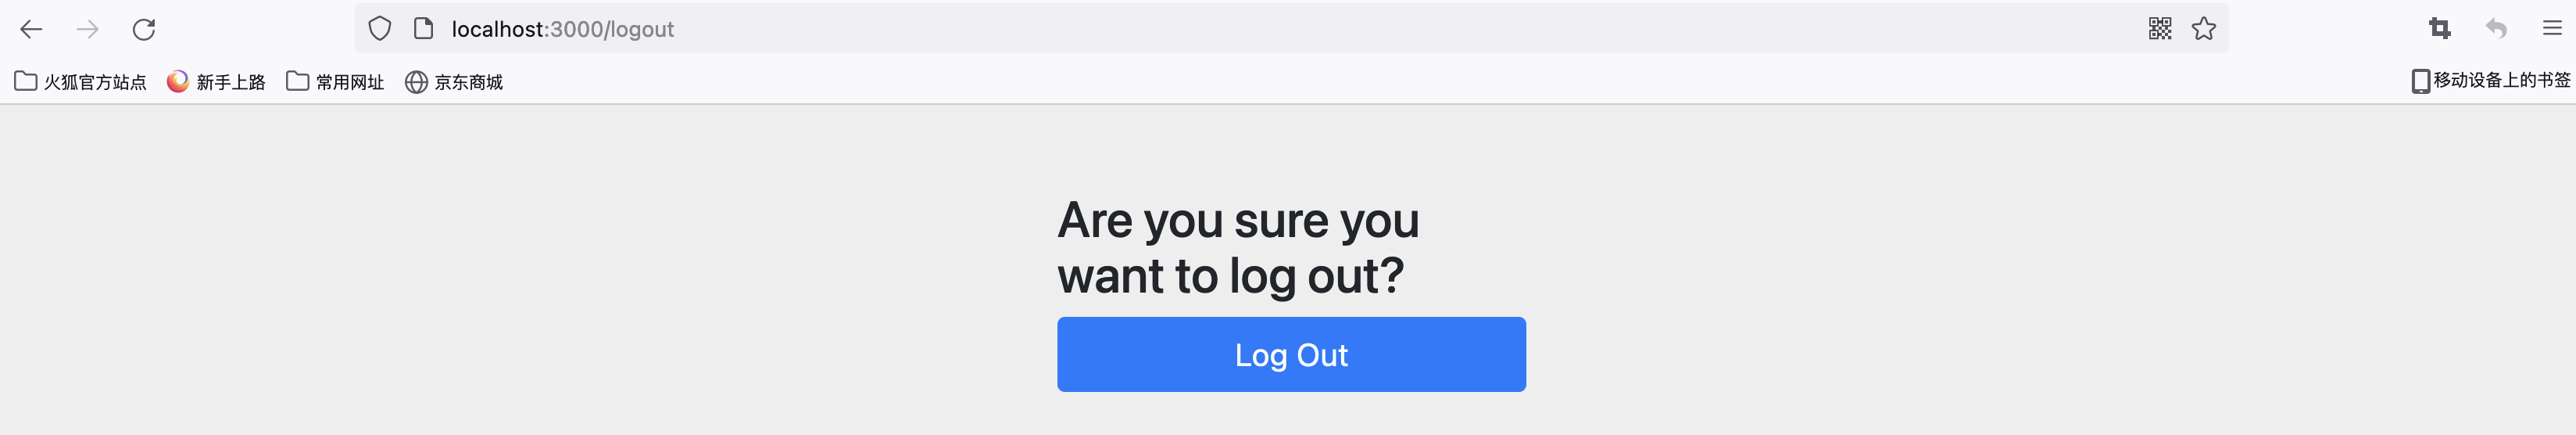 localhost:3000/logout
火狐官方站点 新手上路 常用网址 京东商城 移动设备上的书签
Are you sure you
want to log out?
Log Out